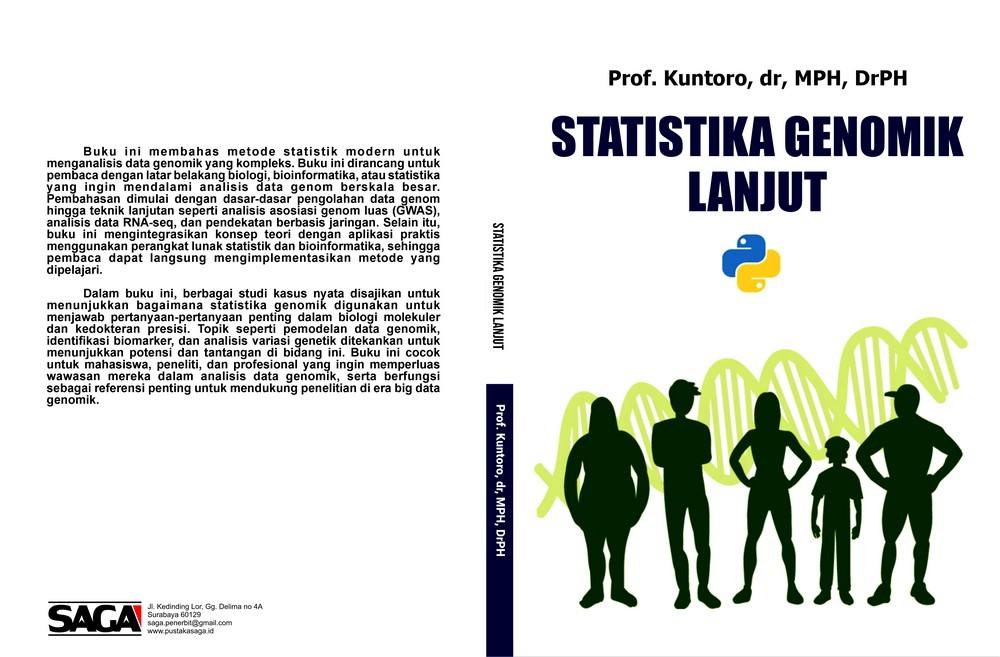 Buku ini membahas metode statistik modern untuk
menganalisis data genomik yang kompleks. Buku ini dirancang untuk
pembaca dengan latar belakang biologi, bioinformatika, atau statistika
yang ingin mendalami analisis data genom berskala besar.
Pembahasan dimulai dengan dasar-dasar pengolahan data genom
hingga teknik lanjutan seperti analisis asosiasi genom luas (GWAS),
analisis data RNA-seq, dan pendekatan berbasis jaringan. Selain itu,
buku ini mengintegrasikan konsep teori dengan aplikasi praktis
menggunakan perangkat lunak statistik dan bioinformatika, sehingga
pembaca dapat langsung mengimplementasikan metode yang
dipelajari.
Dalam buku ini, berbagai studi kasus nyata disajikan untuk
menunjukkan bagaimana statistika genomik digunakan untuk
menjawab pertanyaan-pertanyaan penting dalam biologi molekuler
dan kedokteran presisi. Topik seperti pemodelan data genomik,
identifikasi biomarker, dan analisis variasi genetik ditekankan untuk
menunjukkan potensi dan tantangan di bidang ini. Buku ini cocok
untuk mahasiswa, peneliti, dan profesional yang ingin memperluas
wawasan mereka dalam analisis data genomik, serta berfungsi
sebagai referensi penting untuk mendukung penelitian di era big data
genomik.
SAGA
Jl. Kedinding Lor, Gg. Delima no 4A
Surabaya 60129
saga.penerbit@gmail.com
www.pustakasaga.id
STATISTIKA GENOMIK LANJUT
Prof. Kuntoro, dr, MPH, DrPH
Prof. Kuntoro, dr, MPH, DrPH
STATISTIKA GENOMIK
LANJUT